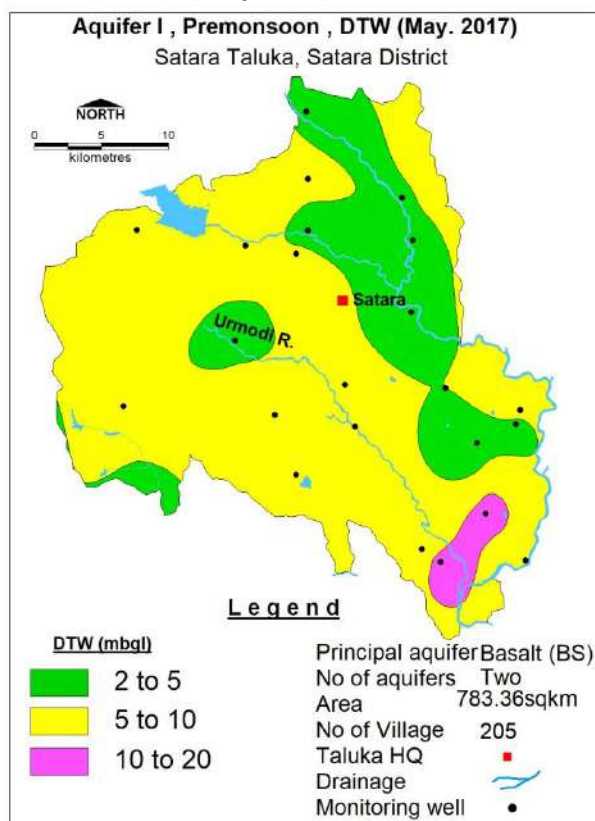 Aquifer I , Premonsoon , DTW (May. 2017)
Satara Taluka, Satara District
NORTH
0 5 10
kilometres
Satara
Urmodi R.
Legend
DTW (mbgl)
2 to 5
5 to 10
10 to 20
Principal aquifer Basalt (BS)
No of aquifers Two
Area 783.36sqkm
No of Village 205
Taluka HQ
Drainage
Monitoring well